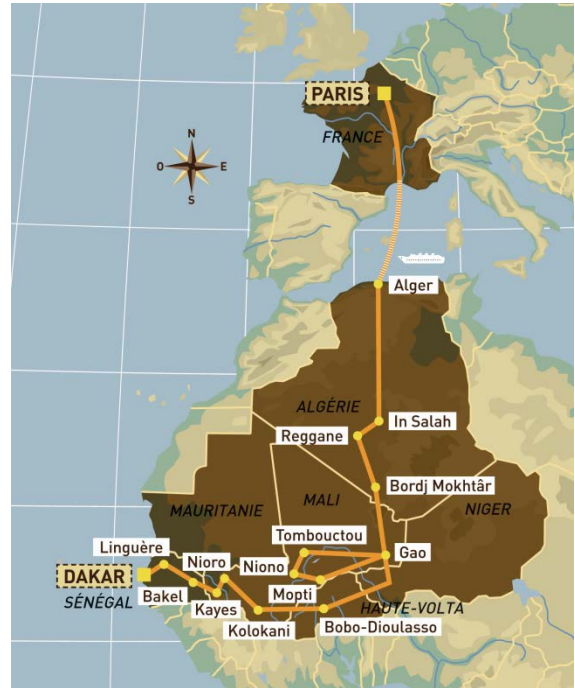 PARIS
FRANCE
N
O
E
S
Alger
ALGÉRIE
In Salah
Reggane
Bordj Mokhtâr
MAURITANIE
MALI
NIGER
Tombouctou
Linguère
Nioro
Niono
Gao
DAKAR
Mopti
SÉNÉGAL
Bakel
Kayes
HAUTE-VOLTA
Kolokani
Bobo-Dioulasso